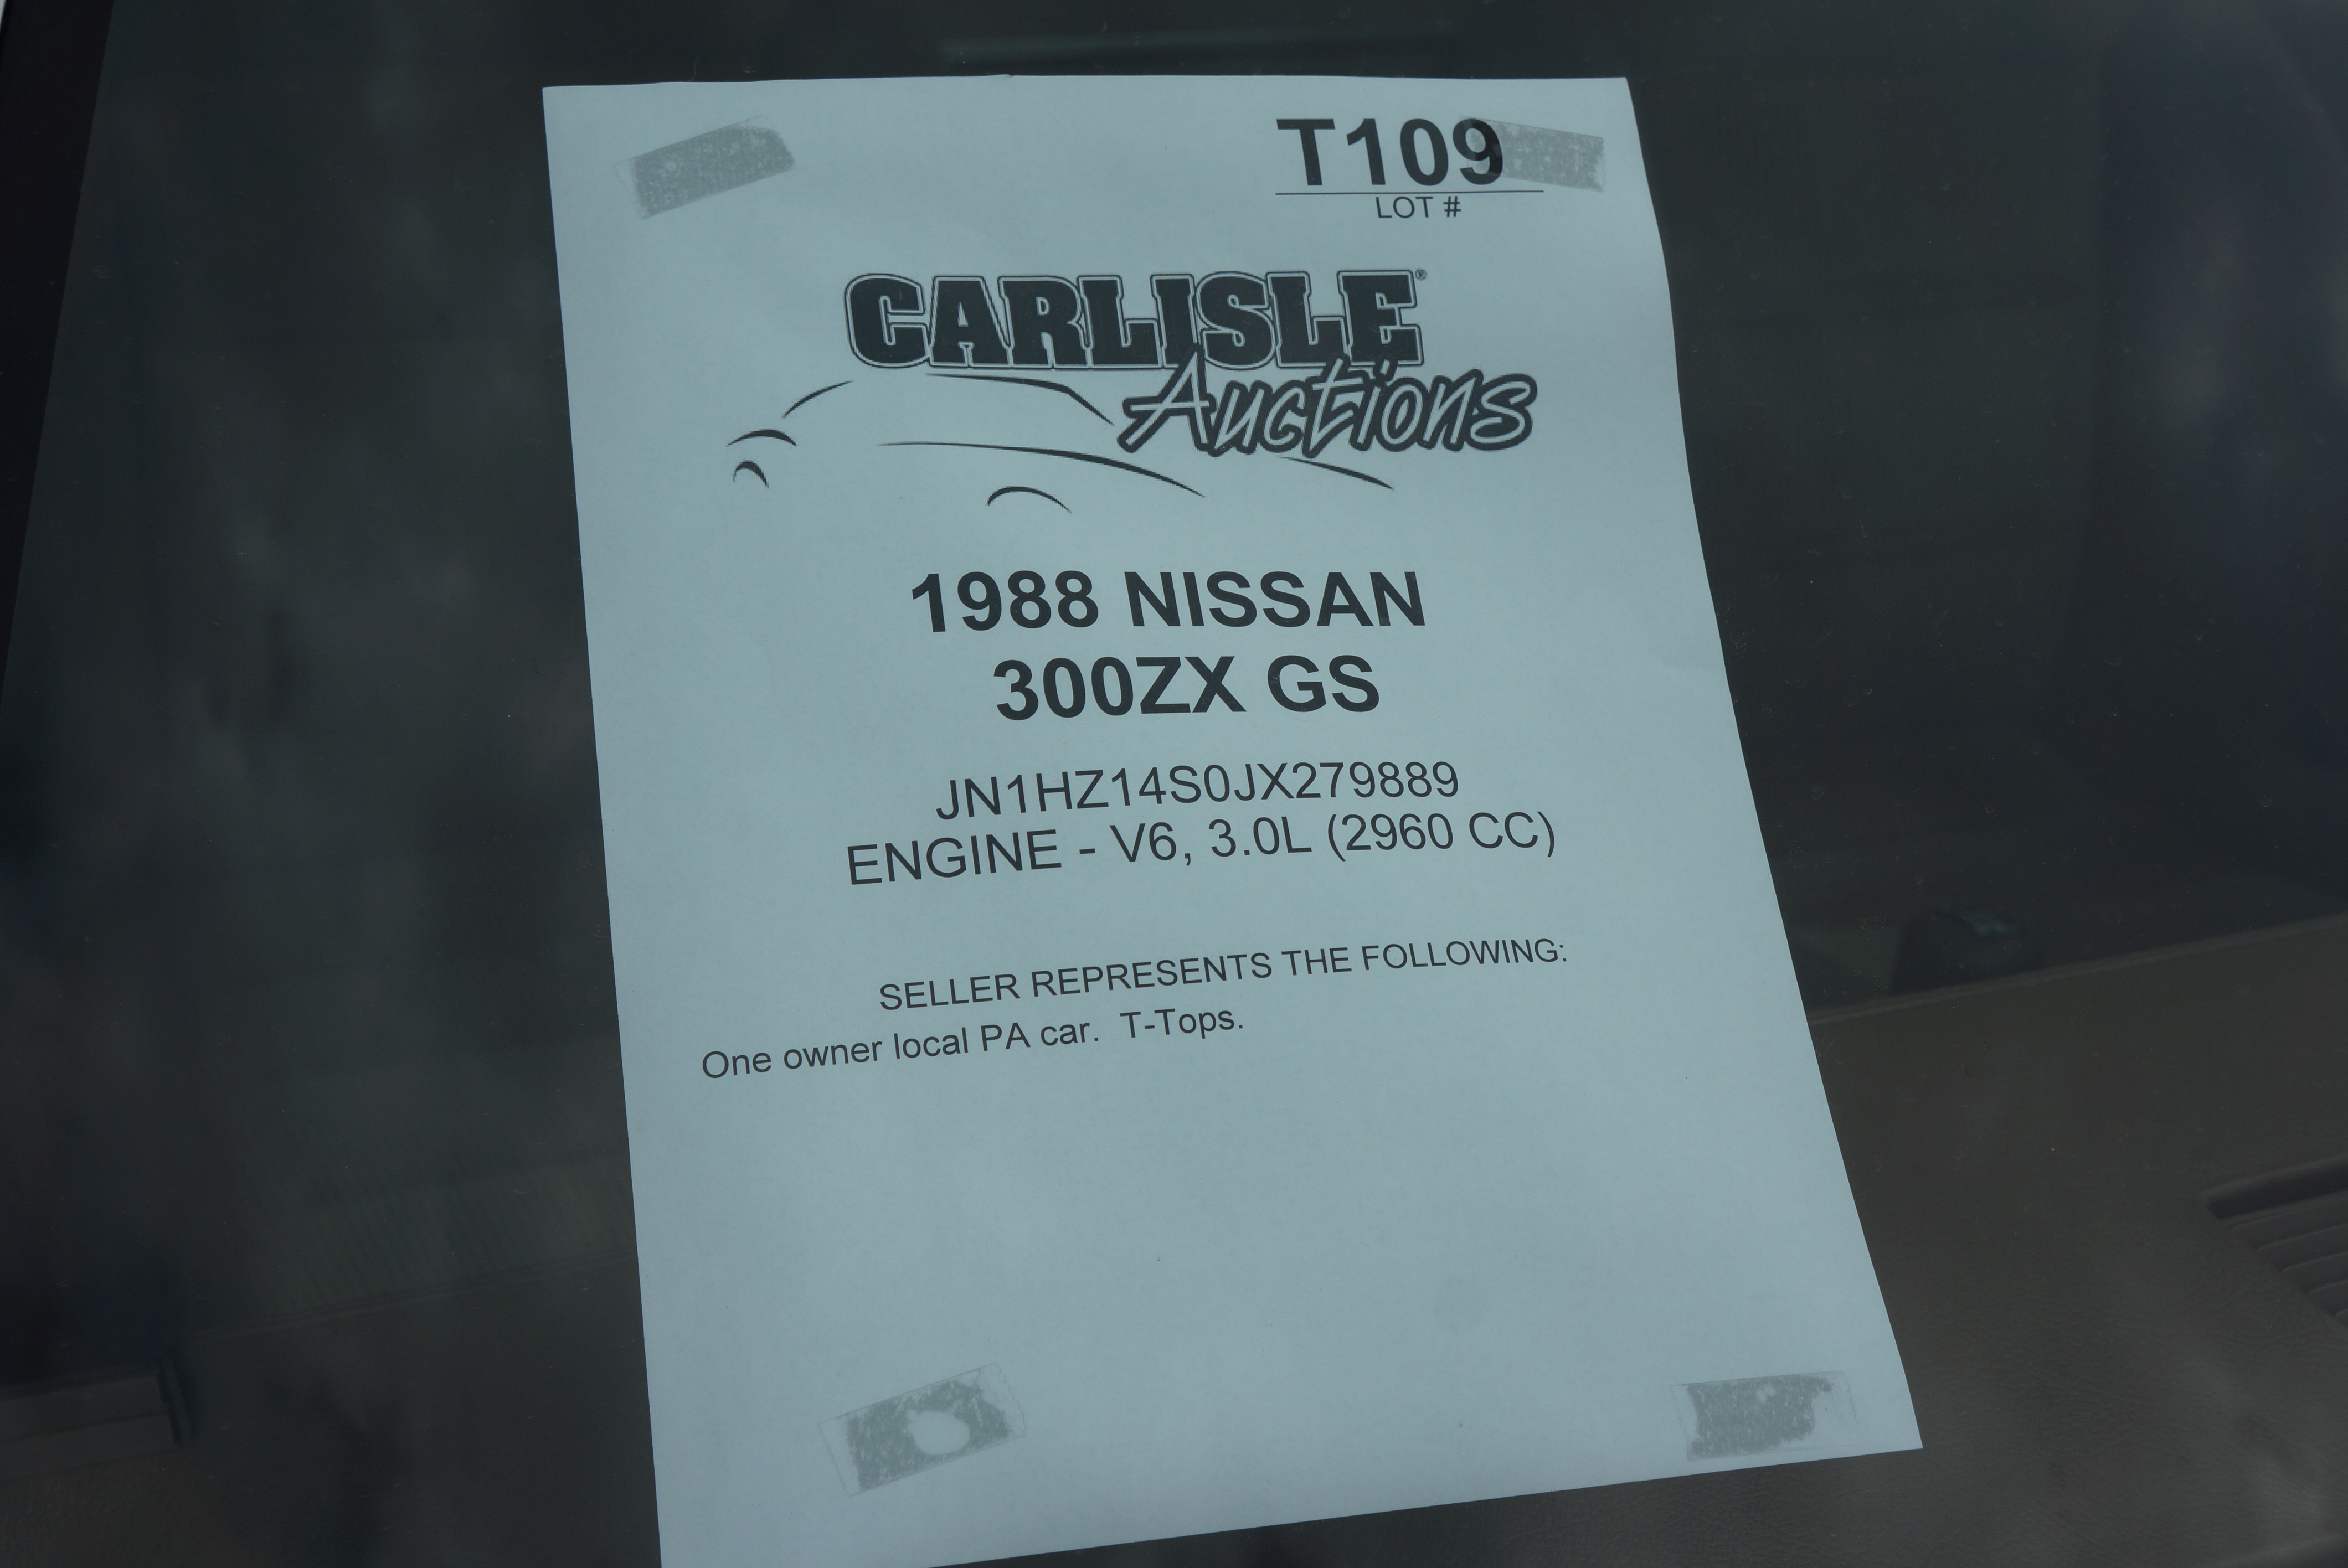 T109
LOT #
CARLISLE®
Auctions
1988 NISSAN
300ZX GS
JN1HZ14S0JX279889
ENGINE - V6, 3.0L (2960 CC)
SELLER REPRESENTS THE FOLLOWING:
One owner local PA car.  T-Tops.